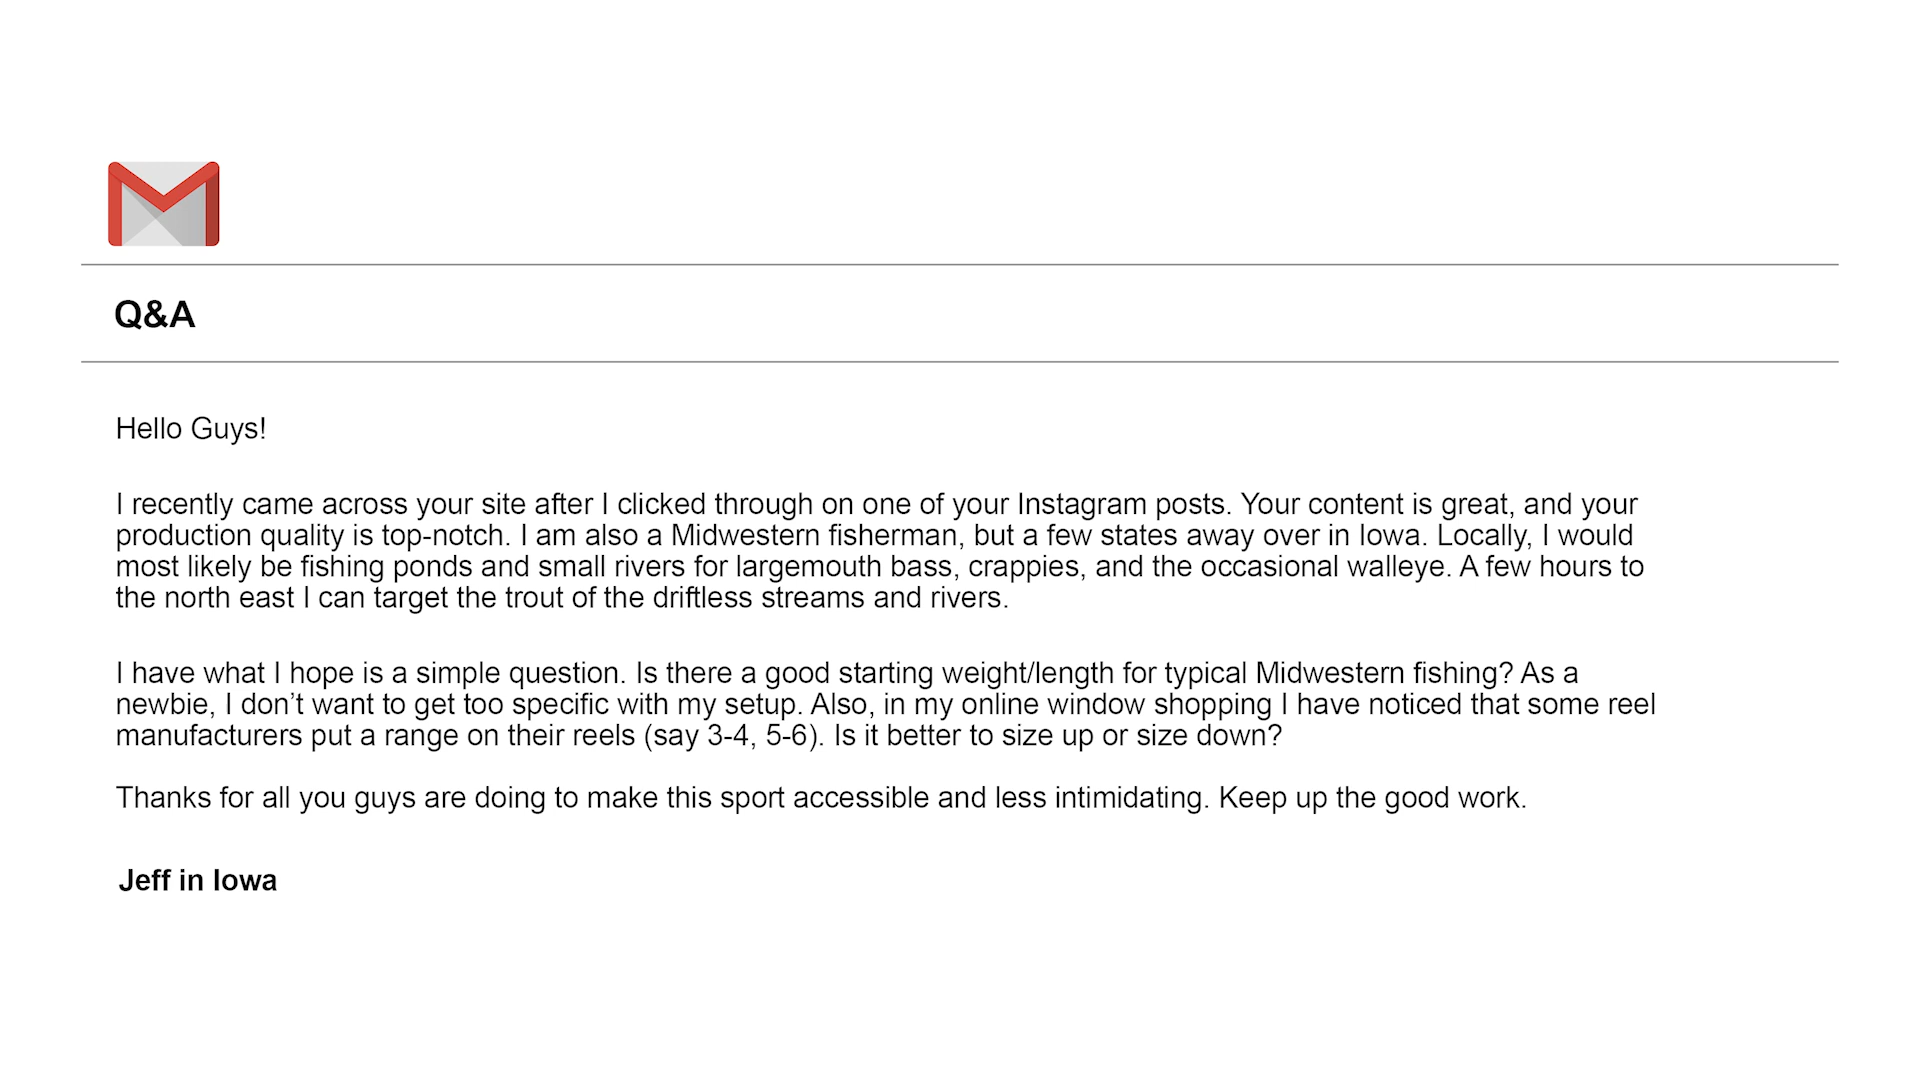 Q&A
Hello Guys!
I recently came across your site after I clicked through on one of your Instagram posts. Your content is great, and your
production quality is top-notch. I am also a Midwestern fisherman, but a few states away over in Iowa. Locally, I would
most likely be fishing ponds and small rivers for largemouth bass, crappies, and the occasional walleye. A few hours to
the north east I can target the trout of the driftless streams and rivers.
I have what I hope is a simple question. Is there a good starting weight/length for typical Midwestern fishing? As a
newbie, I don’t want to get too specific with my setup. Also, in my online window shopping I have noticed that some reel
manufacturers put a range on their reels (say 3-4, 5-6). Is it better to size up or size down?
Thanks for all you guys are doing to make this sport accessible and less intimidating. Keep up the good work.
Jeff in Iowa